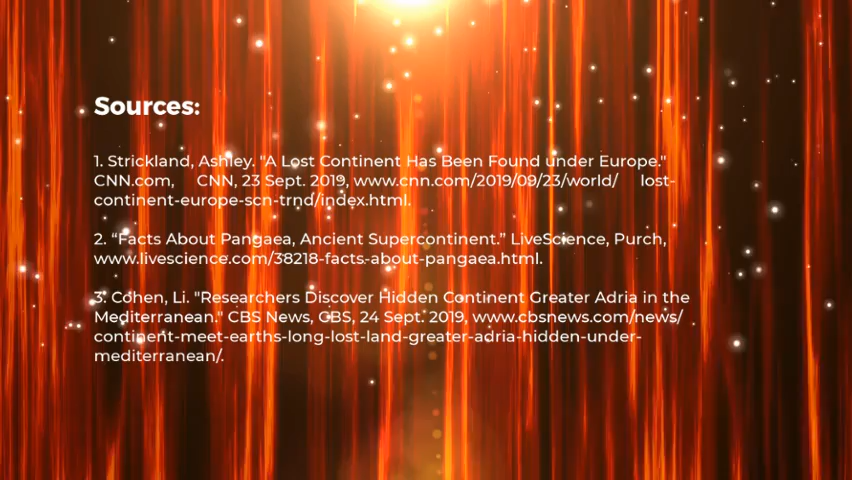 Sources:
1. Strickland, Ashley. "A Lost Continent Has Been Found under Europe."
CNN.com, CNN, 23 Sept. 2019, www.cnn.com/2019/09/23/world/ lost-
continent-europe-scn-trnd/index.html.
2. “Facts About Pangaea, Ancient Supercontinent.” LiveScience, Purch,
www.livescience.com/38218-facts-about-pangaea.html.
3. Cohen, Li. "Researchers Discover Hidden Continent Greater Adria in the
Mediterranean." CBS News, CBS, 24 Sept. 2019, www.cbsnews.com/news/
continent-meet-earths-long-lost-land-greater-adria-hidden-under-
mediterranean/.